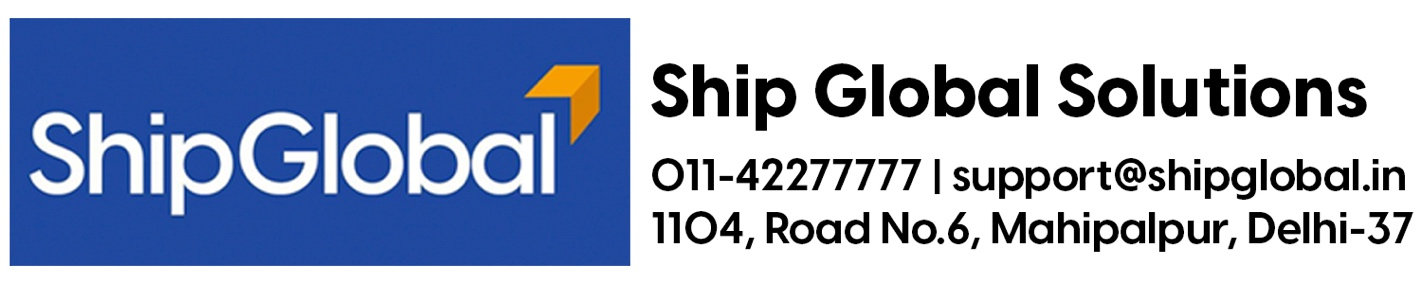 ShipGlobal
Ship Global Solutions
011-42277777 | support@shipglobal.in
1104, Road No.6, Mahipalpur, Delhi-37